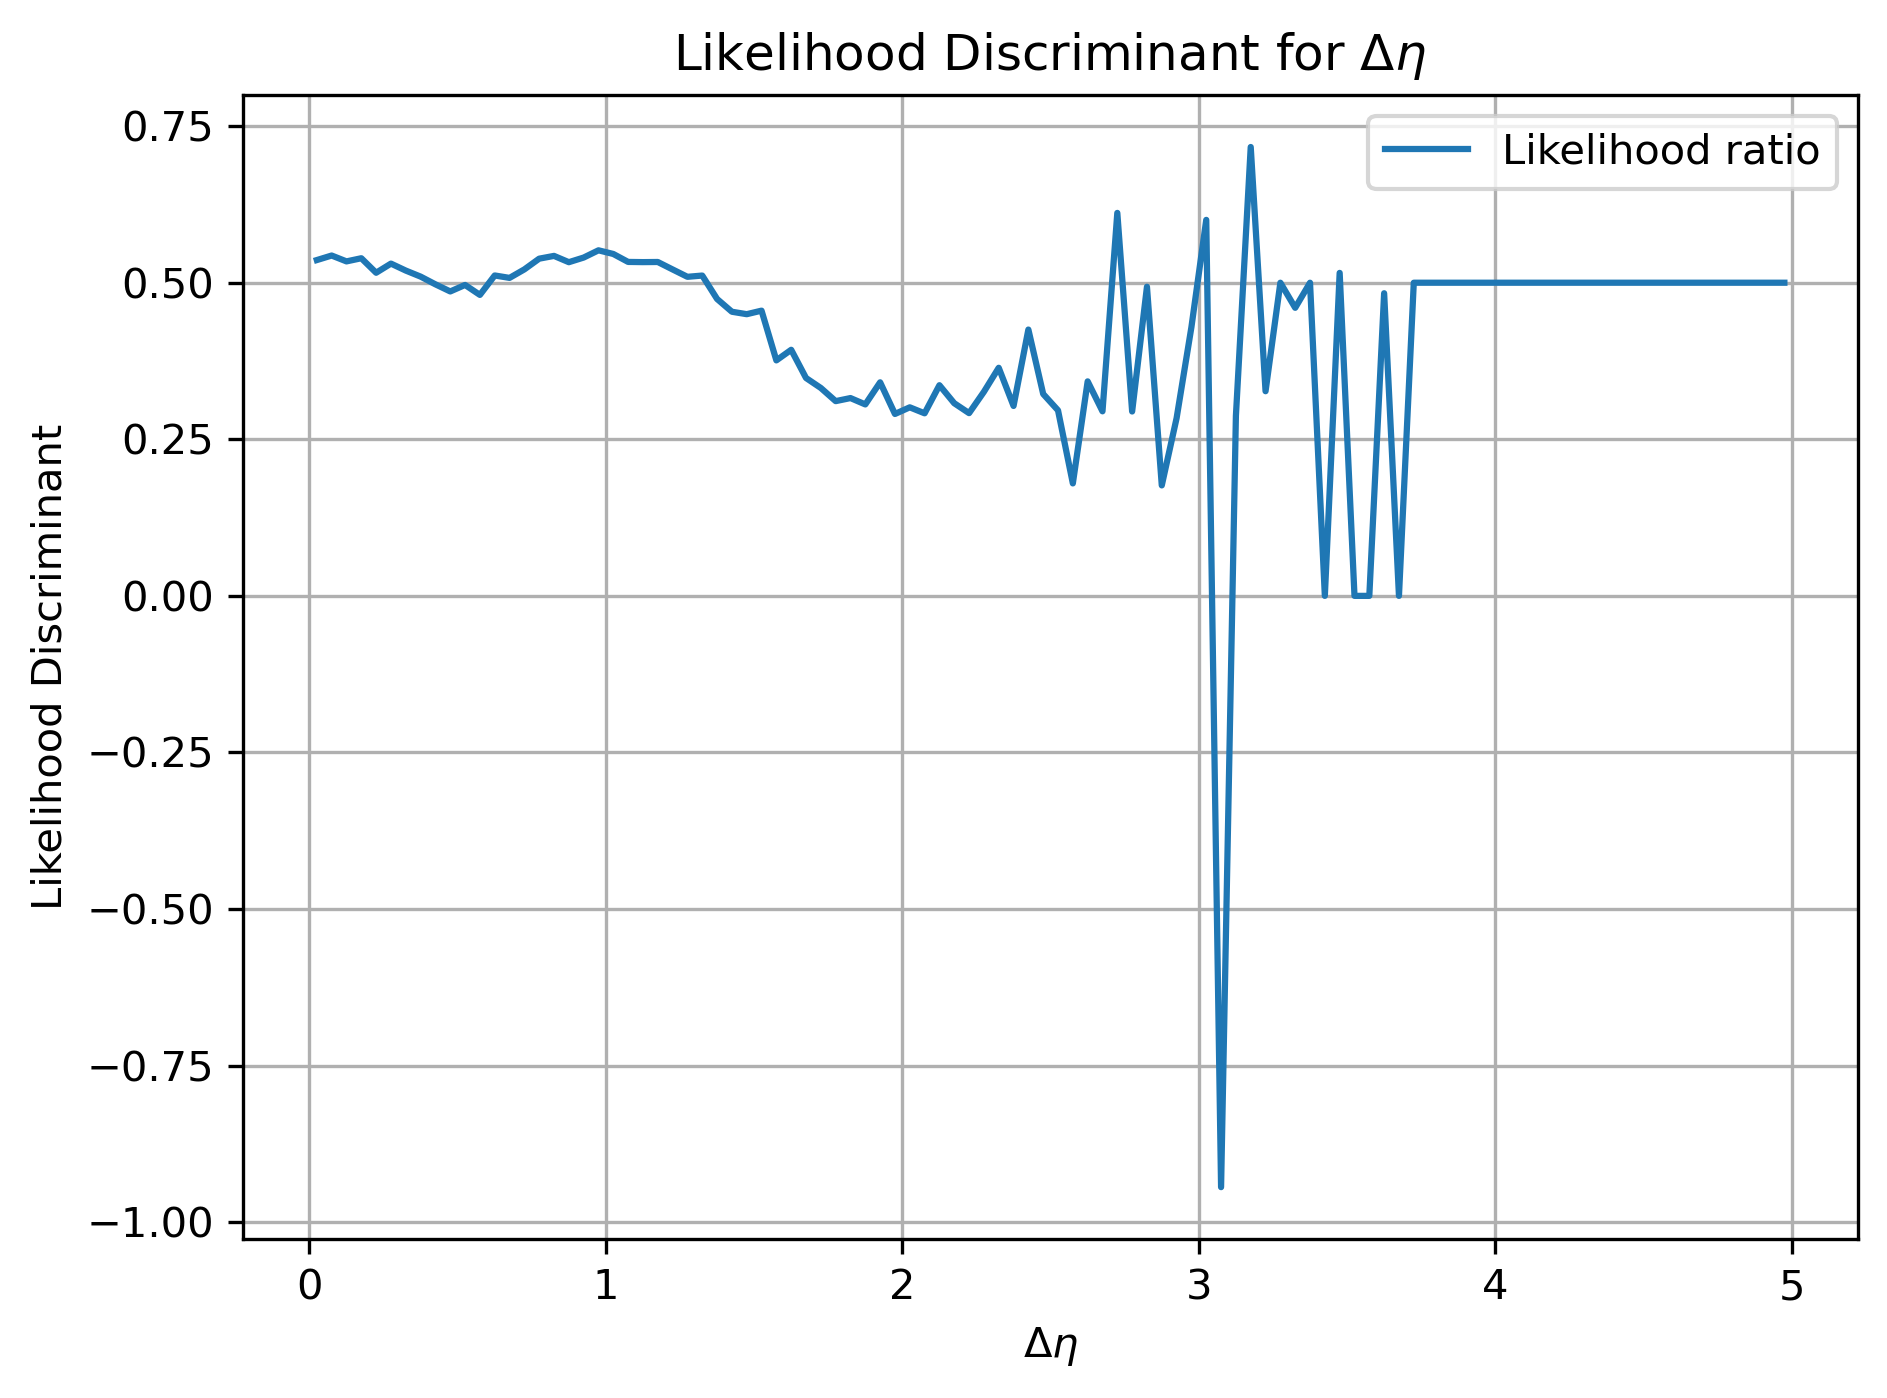 Likelihood Discriminant for Δη
Likelihood ratio
0.75
0.50
0.25
0.00
−0.25
−0.50
−0.75
−1.00
Likelihood Discriminant
0 1 2 3 4 5
Δη